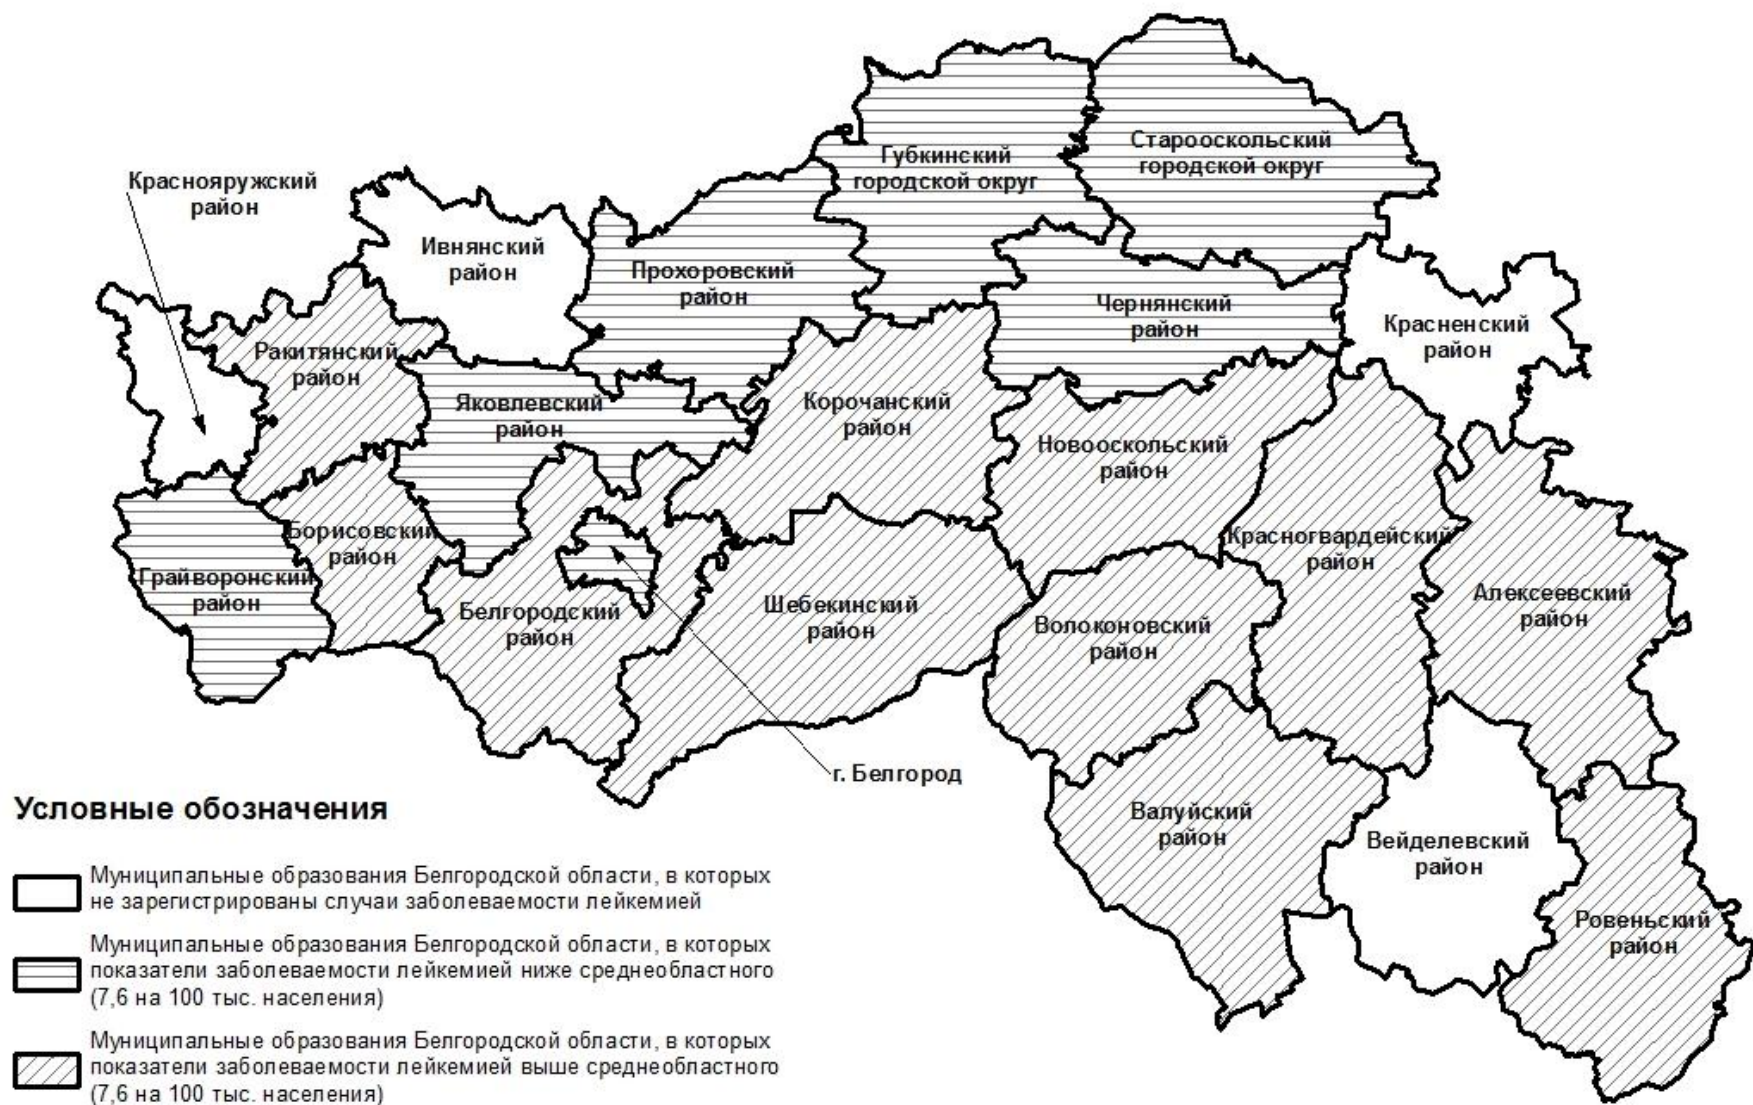 Старооскольский
городской округ
Губкинский
городской округ
Краснояружский
район
Ивнянский
район
Прохоровский
район
Чернянский
район
Красненский
район
Ракитянский
район
Яковлевский
район
Корочанский
район
Новооскольский
район
Борисовский
район
Красногвардейский
район
Грайворонский
район
Белгородский
район
Шебекинский
район
Волоконовский
район
Алексеевский
район
г. Белгород
Валуйский
район
Вейделевский
район
Ровеньский
район
Условные обозначения
Муниципальные образования Белгородской области, в которых
не зарегистрированы случаи заболеваемости лейкемией
Муниципальные образования Белгородской области, в которых
показатели заболеваемости лейкемией ниже среднеобластного
(7,6 на 100 тыс. населения)
Муниципальные образования Белгородской области, в которых
показатели заболеваемости лейкемией выше среднеобластного
(7,6 на 100 тыс. населения)